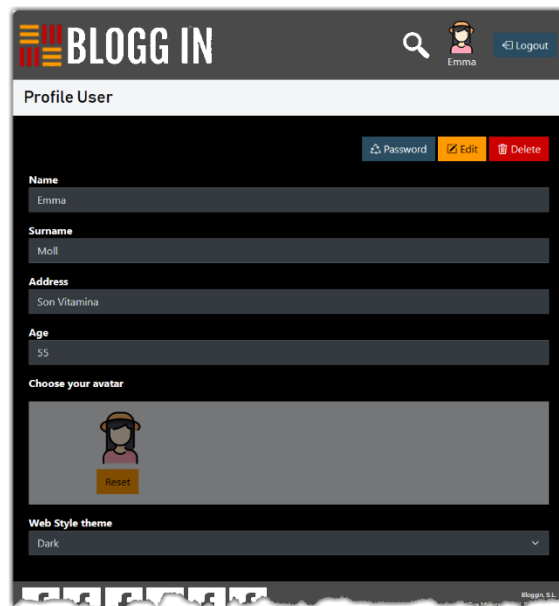 BLOGG IN
Emma
Logout
Profile User
Password Edit Delete
Name
Emma
Surname
Moll
Address
Son Vitamina
Age
55
Choose your avatar
Reset
Web Style theme
Dark
Bloggin, S.L.